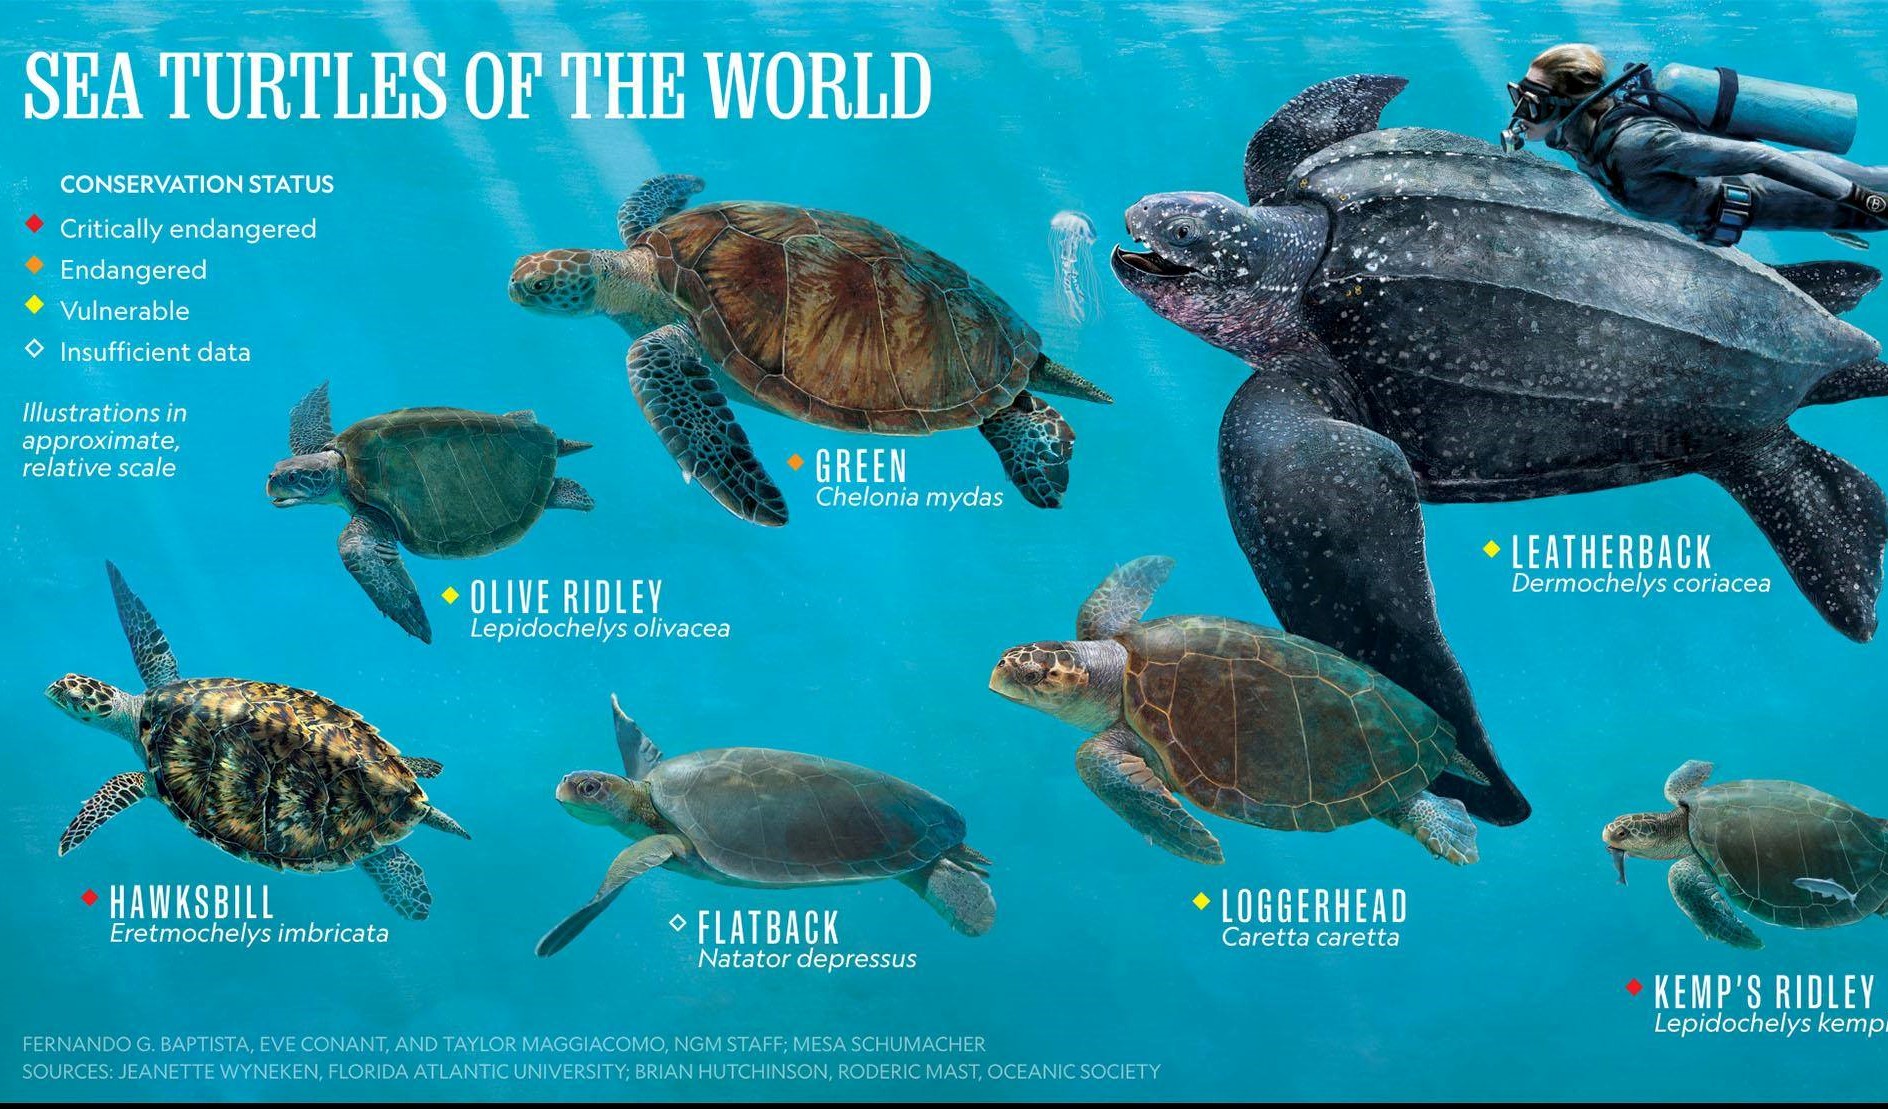 SEA TURTLES OF THE WORLD
CONSERVATION STATUS
Critically endangered
Endangered
Vulnerable
Insufficient data
Illustrations in
approximate,
relative scale
GREEN
Chelonia mydas
LEATHERBACK
Dermochelys coriacea
OLIVE RIDLEY
Lepidochelys olivacea
HAWKSBILL
Eretmochelys imbricata
FLATBACK
Natator depressus
LOGGERHEAD
Caretta caretta
KEMP'S RIDLEY
Lepidochelys kemp
FERNANDO G. BAPTISTA, EVE CONANT, AND TAYLOR MAGGIACOMO, NGM STAFF; MESA SCHUMACHER
SOURCES: JEANETTE WYNEKEN, FLORIDA ATLANTIC UNIVERSITY; BRIAN HUTCHINSON, RODERIC MAST, OCEANIC SOCIETY